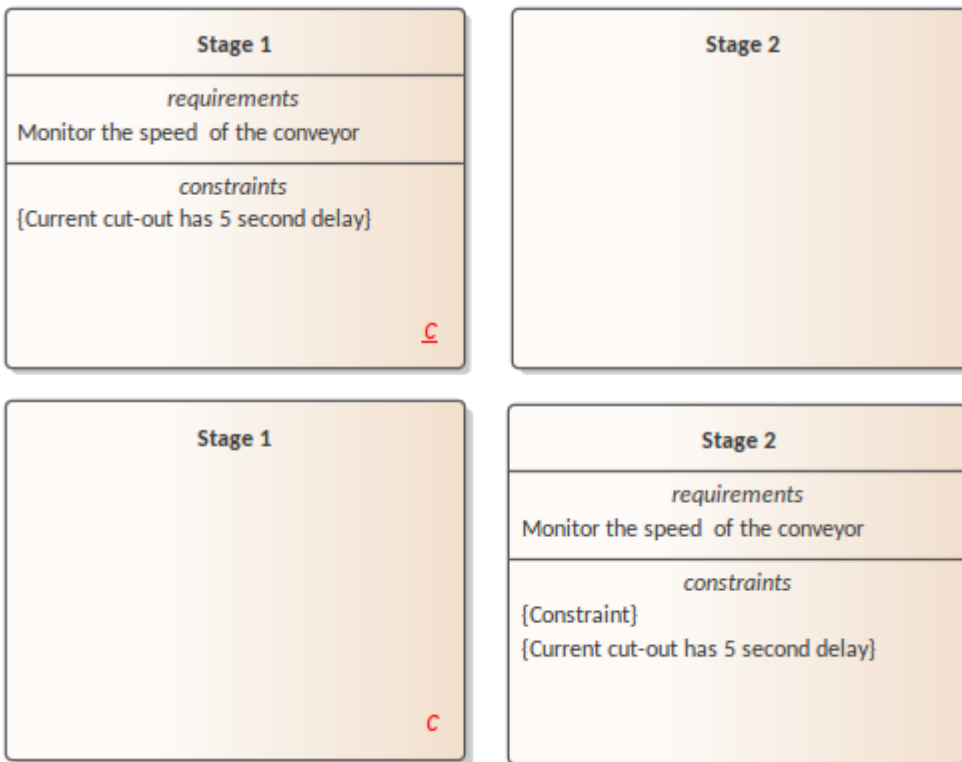 Stage 1
requirements
Monitor the speed  of the conveyor
constraints
{Current cut-out has 5 second delay}
C
Stage 2
Stage 1
C
Stage 2
requirements
Monitor the speed  of the conveyor
constraints
{Constraint}
{Current cut-out has 5 second delay}